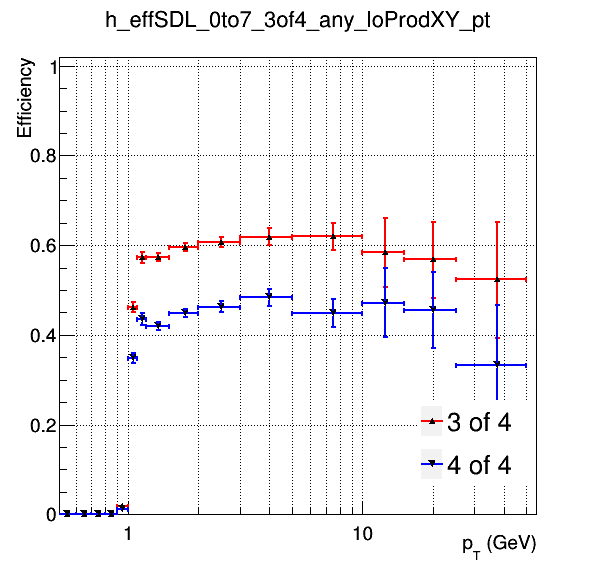 h_effSDL_0to7_3of4_any_loProdXY_pt
Efficiency
1
0.8
0.6
0.4
0.2
0
3 of 4
4 of 4
1
10
p_T (GeV)